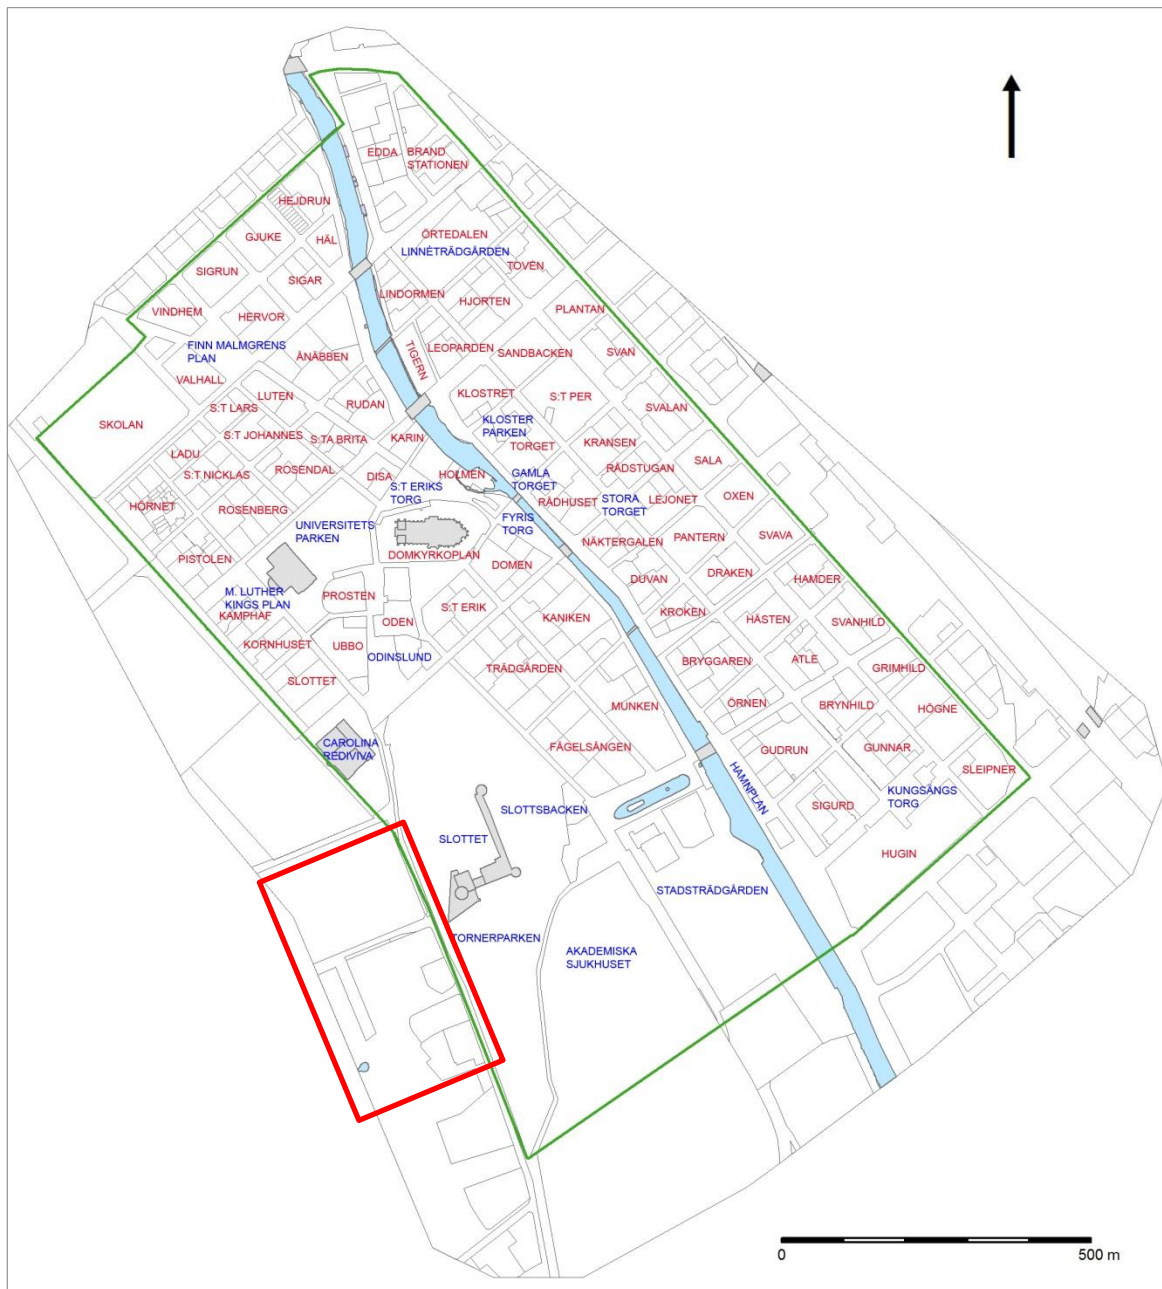 EDDA
BRAND
STATIONEN
HEJDRUN
GJUKE
HÄL
ÖRTEDALEN
LINNÉTRÄDGÅRDEN
TOVEN
SIGRUN
SIGAR
LINDORMEN
HJORTEN
PLANTAN
VINDHEM
HERVOR
FINN MALMGRENS
PLAN
ÅNÄBBEN
TIGERN
LEOPARDEN
SANDBACKEN
SVAN
VALHALL
LUTEN
RUDAN
KLOSTRET
S:T PER
SVALAN
S:T LARS
SKOLAN
S:T JOHANNES
S:TA BRITA
KARIN
KLOSTER
PARKEN
TORGET
KRANSEN
LADU
S:T NICKLAS
ROSENDAL
DISA
HOLMEN
GAMLA
TORGET
RÅDSTUGAN
SALA
S:T ERIKS
TORG
HÖRNET
ROSENBERG
RÅDHUSET
STORA
TORGET
LEJONET
OXEN
UNIVERSITETS
PARKEN
FYRIS
TORG
NÄKTERGALEN
PANTERN
SVAVA
PISTOLEN
DOMKYRKOPLAN
DOMEN
DUVAN
DRAKEN
HAMDER
M. LUTHER
KINGS PLAN
PROSTEN
S:T ERIK
KANIKEN
KROKEN
HÄSTEN
SVANHILD
KAMPHAF
ODEN
KORNHUSET
UBBO
ODINSLUND
TRÄDGÅRDEN
BRYGGAREN
ATLE
GRIMHILD
SLOTTET
MUNKEN
ÖRNEN
BRYNHILD
HÖGNE
CAROLINA
REDIVIVA
FÅGELSÅNGEN
GUDRUN
GUNNAR
SLEIPNER
HAMNPLAN
KUNGSÄNGS
TORG
SLOTTSBACKEN
SIGURD
SLOTTET
HUGIN
STADSTRÄDGÅRDEN
TORNERPARKEN
AKADEMISKA
SJUKHUSET
0 500 m